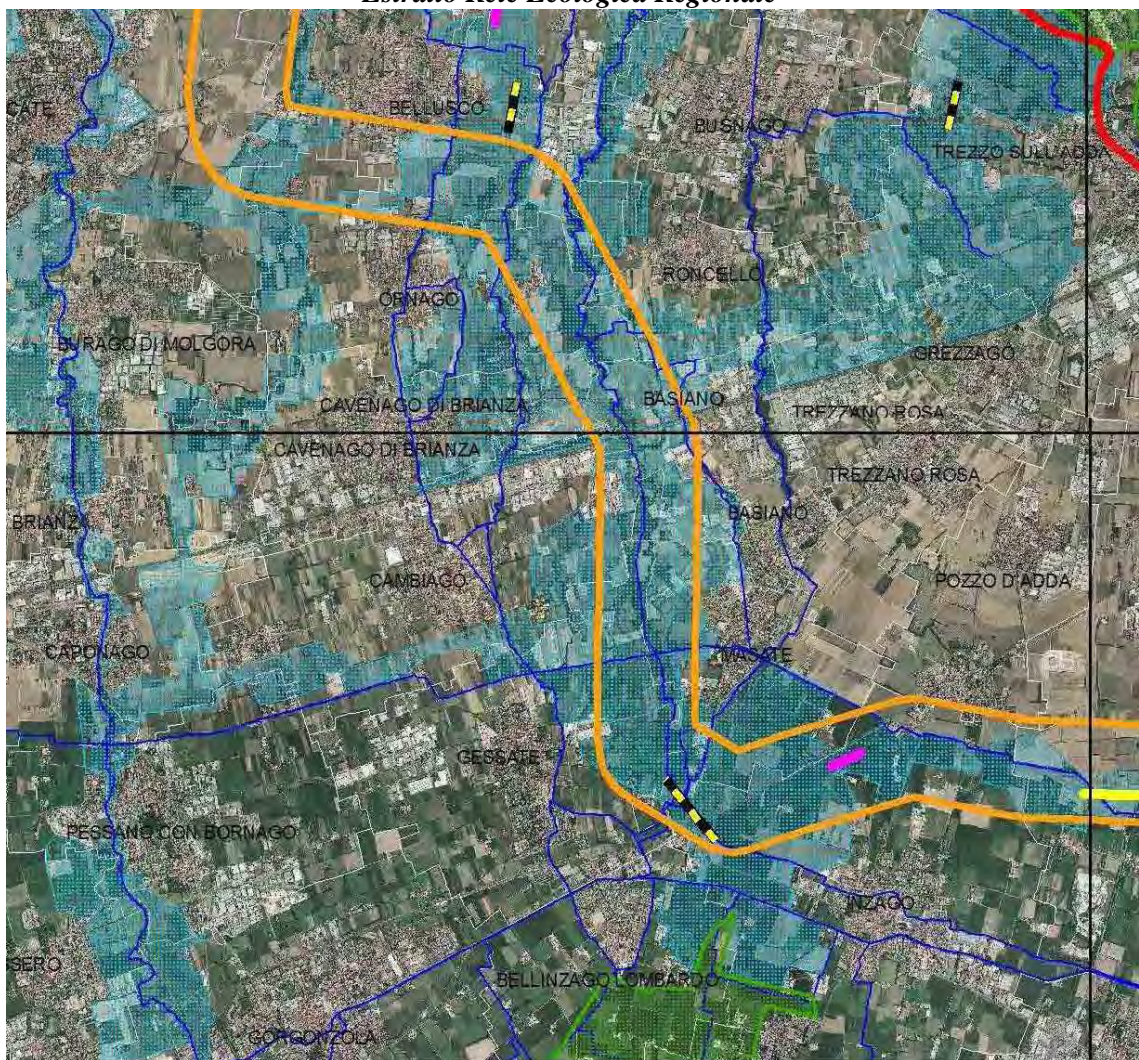 Estratto Rete Ecologica Regionale
GATE
BELLUSCO
BUSNAGO
TREZZO SULL'ADDA
RONCELLO
ORNAGO
BURAGO DI MOLGORA
GREZZAGO
CAVENAGO DI BRIANZA
BASIANO
TREZZANO ROSA
CAVENAGO DI BRIANZA
TREZZANO ROSA
BRIANZA
BASIANO
CAMBIAGO
POZZO D'ADDA
CAPONAGO
MASATE
GESSATE
PESSANO CON BORNAGO
INZAGO
SSERO
BELLINZAGO LOMBARDO
GORGONZOLA